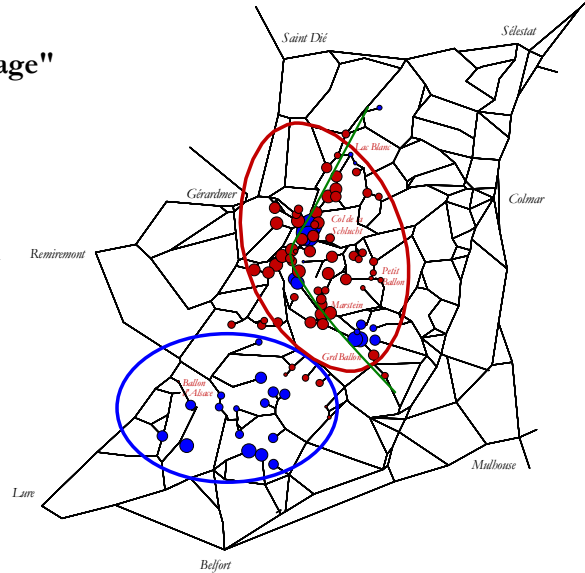 Sélestat
Saint Dié
age"
Lac Blanc
Gérardmer
Colmar
Col de la
Schlucht
Remiremont
Petit
Ballon
Marstein
Grd Ballon
Ballon
d'Alsace
Mulhouse
Lure
Belfort